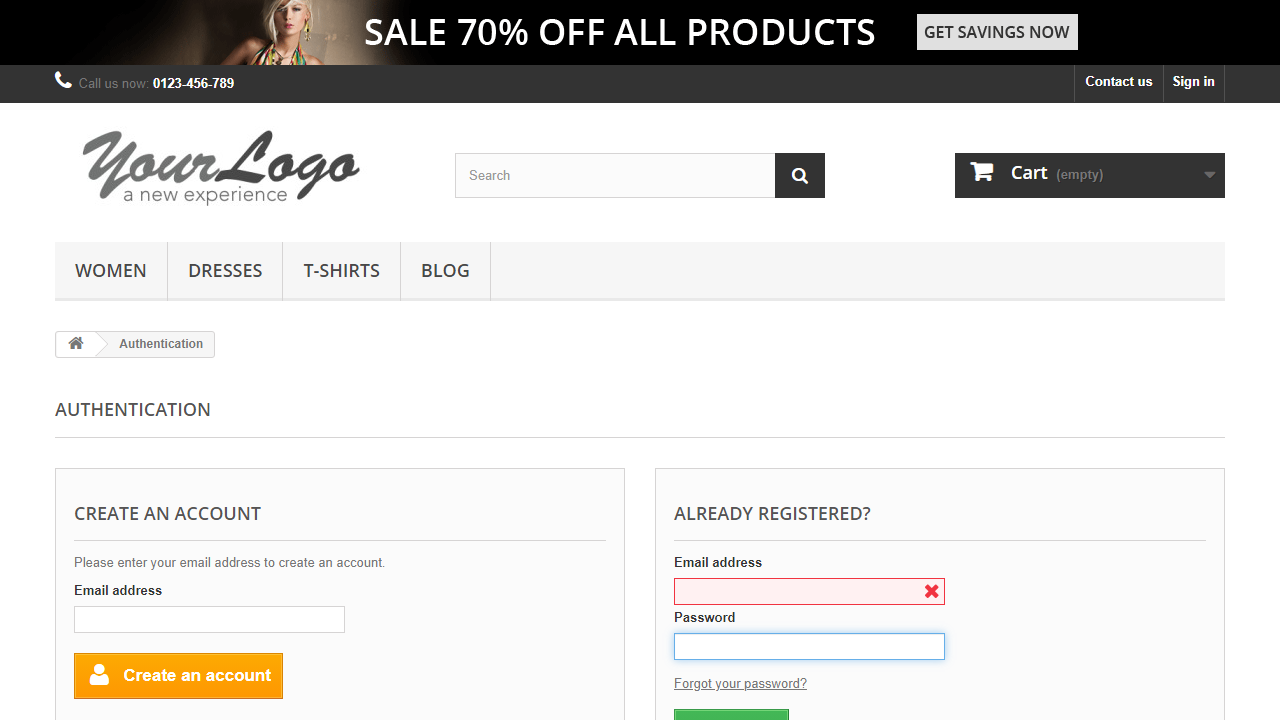 SALE 70% OFF ALL PRODUCTS
GET SAVINGS NOW
Call us now: 0123-456-789
Contact us
Sign in
YourLogo
a new experience
Search
Cart (empty)
WOMEN
DRESSES
T-SHIRTS
BLOG
Authentication
AUTHENTICATION
CREATE AN ACCOUNT
Please enter your email address to create an account.
Email address
Create an account
ALREADY REGISTERED?
Email address
Password
Forgot your password?